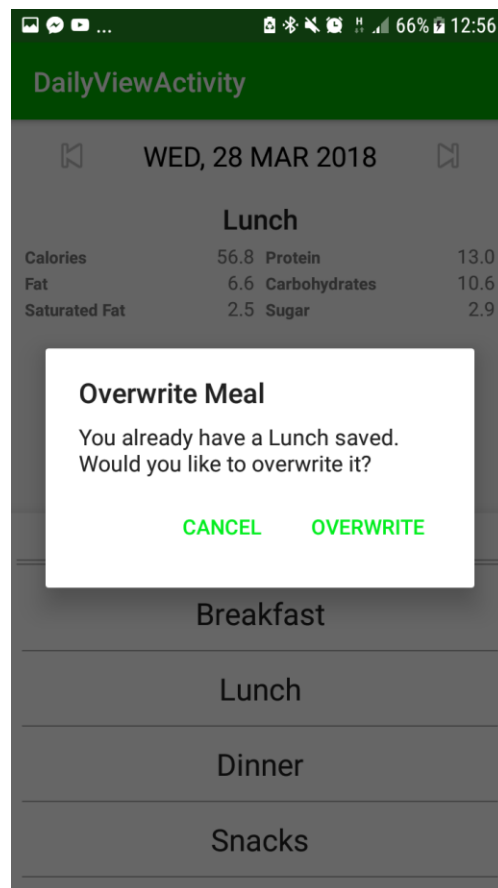 ... H 66% 12:56
DailyViewActivity
WED, 28 MAR 2018
Lunch
Calories 56.8 Protein 13.0
Fat 6.6 Carbohydrates 10.6
Saturated Fat 2.5 Sugar 2.9
Overwrite Meal
You already have a Lunch saved.
Would you like to overwrite it?
CANCEL OVERWRITE
Breakfast
Lunch
Dinner
Snacks